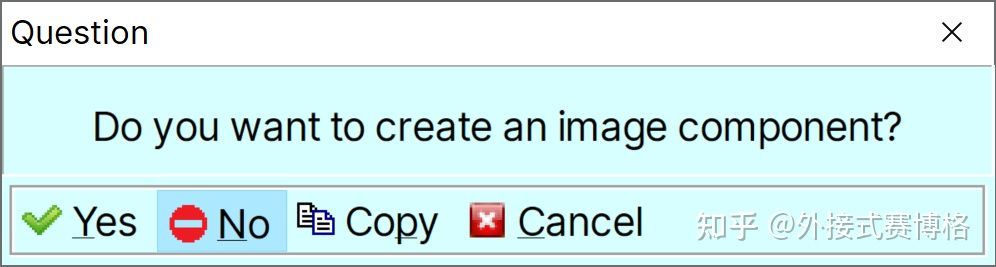 Question
Do you want to create an image component?
Yes No Copy Cancel
知乎 @外接式赛博格